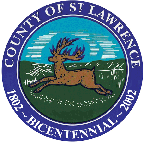 COUNTY OF ST LAWRENCE
1802 ~ BICENTENNIAL ~ 2002